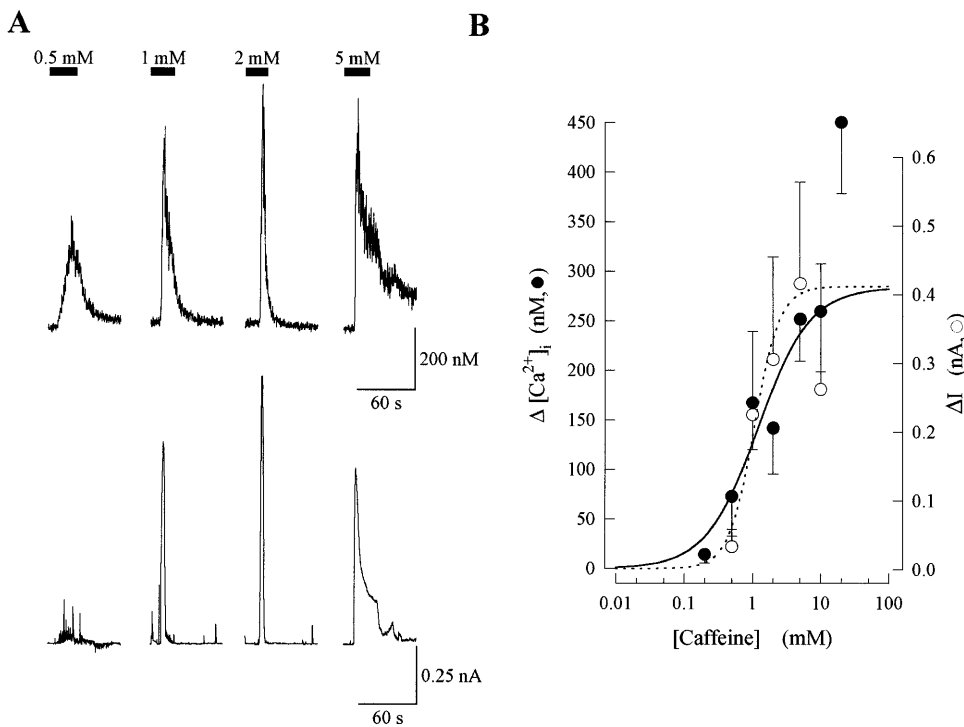 A
0.5 mM 1 mM 2 mM 5 mM
200 nM
60 s
0.25 nA
60 s
B
Δ [Ca²⁺]ᵢ (nM, ●)
450
400
350
300
250
200
150
100
50
0
0.6
0.5
0.4
0.3
0.2
0.1
0.0
ΔI (nA, ○)
0.01 0.1 1 10 100
[Caffeine] (mM)